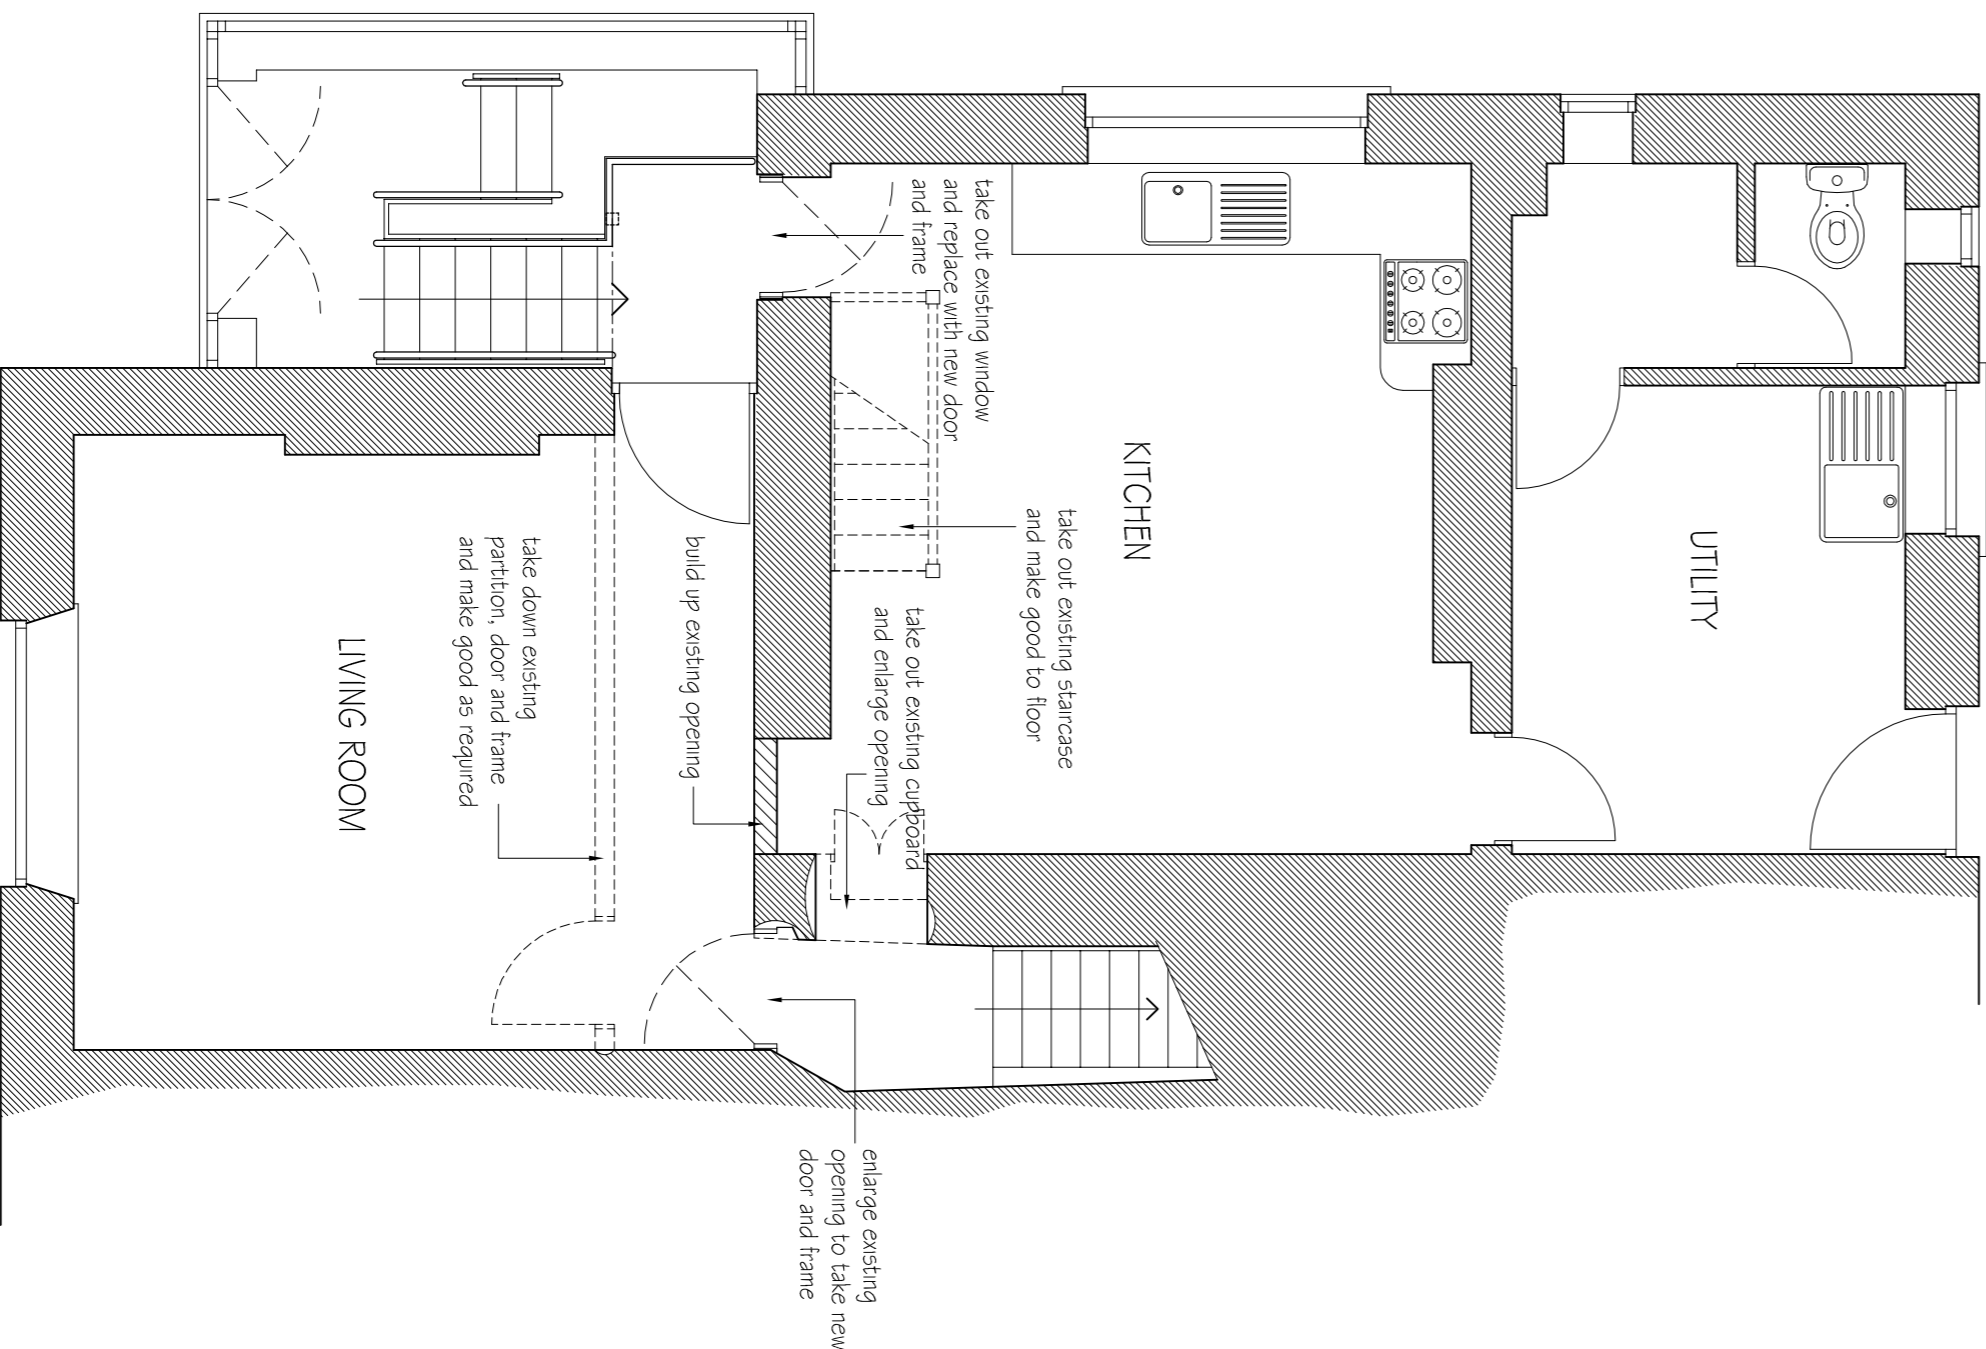 take out existing window
and replace with new door
and frame
KITCHEN
UTILITY
take out existing staircase
and make good to floor
take out existing cupboard
and enlarge opening
build up existing opening
take down existing
partition, door and frame
and make good as required
LIVING ROOM
enlarge existing
opening to take new
door and frame